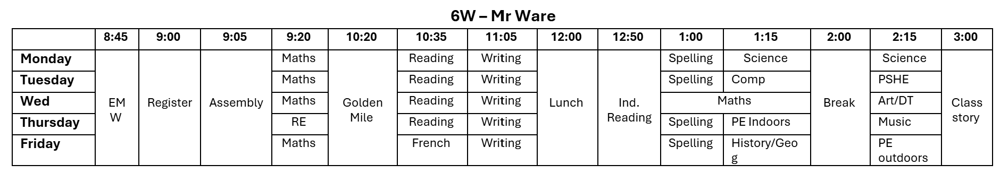 6W – Mr Ware
8:45 9:00 9:05 9:20 10:20 10:35 11:05 12:00 12:50 1:00 1:15 2:00 2:15 3:00
Monday Maths Reading Writing Spelling Science Science
Tuesday Maths Reading Writing Spelling Comp PSHE
Wed EM Register Assembly Maths Golden Reading Writing Lunch Ind. Maths Break Art/DT Class
W Mile Reading story
Thursday RE Reading Writing Spelling PE Indoors Music
Friday Maths French Writing Spelling History/Geo PE
g outdoors